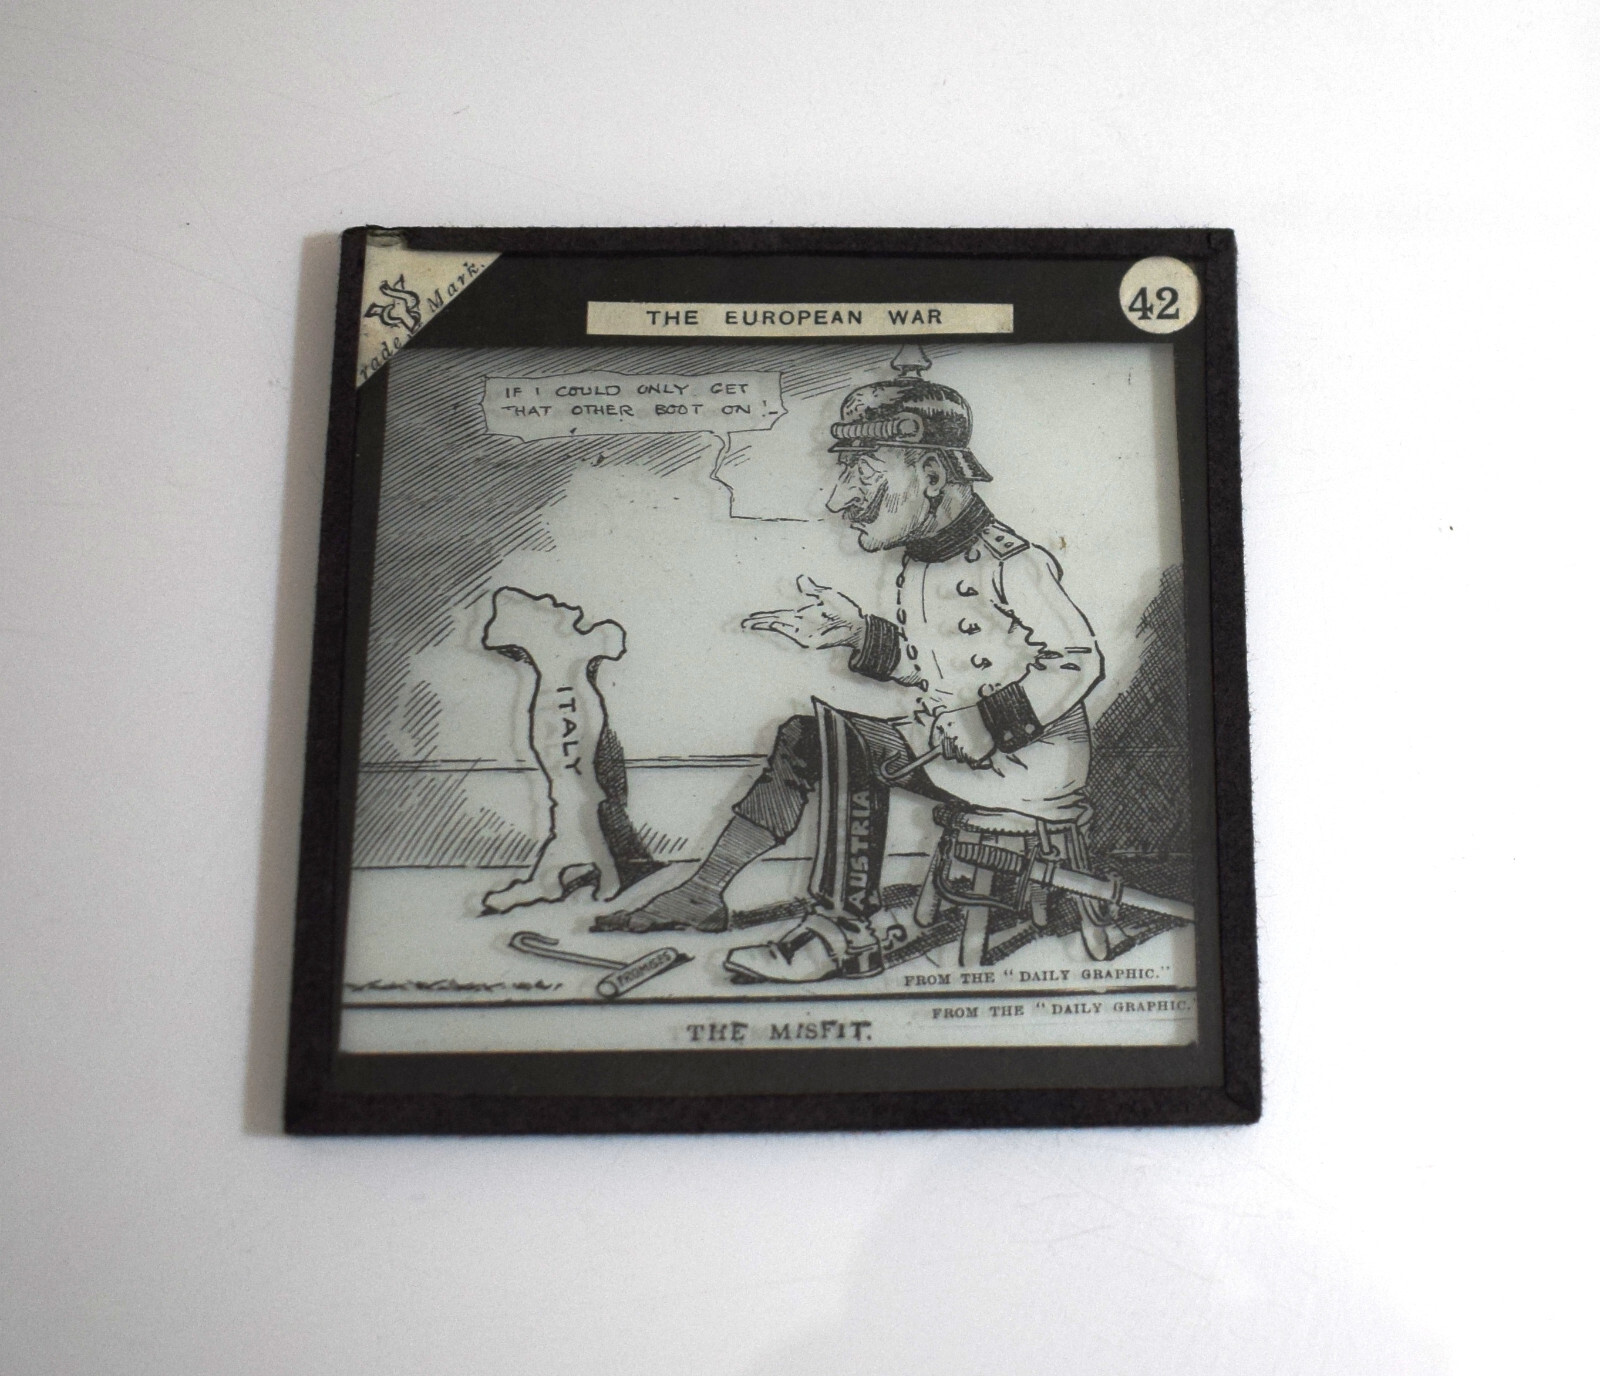 rade Mark.
THE EUROPEAN WAR
42
IF I COULD ONLY GET
THAT OTHER BOOT ON!-
ITALY
AUSTRIA
PROMISES
FROM THE "DAILY GRAPHIC."
FROM THE "DAILY GRAPHIC.
THE MISFIT.